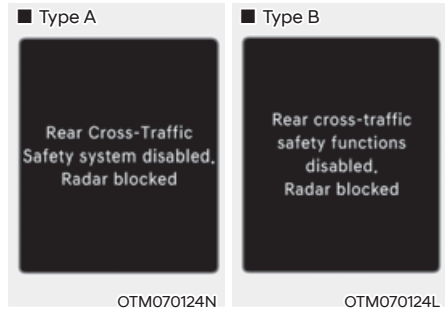 ■ Type A
Rear Cross-Traffic
Safety system disabled.
Radar blocked
OTM070124N
■ Type B
Rear cross-traffic
safety functions
disabled.
Radar blocked
OTM070124L